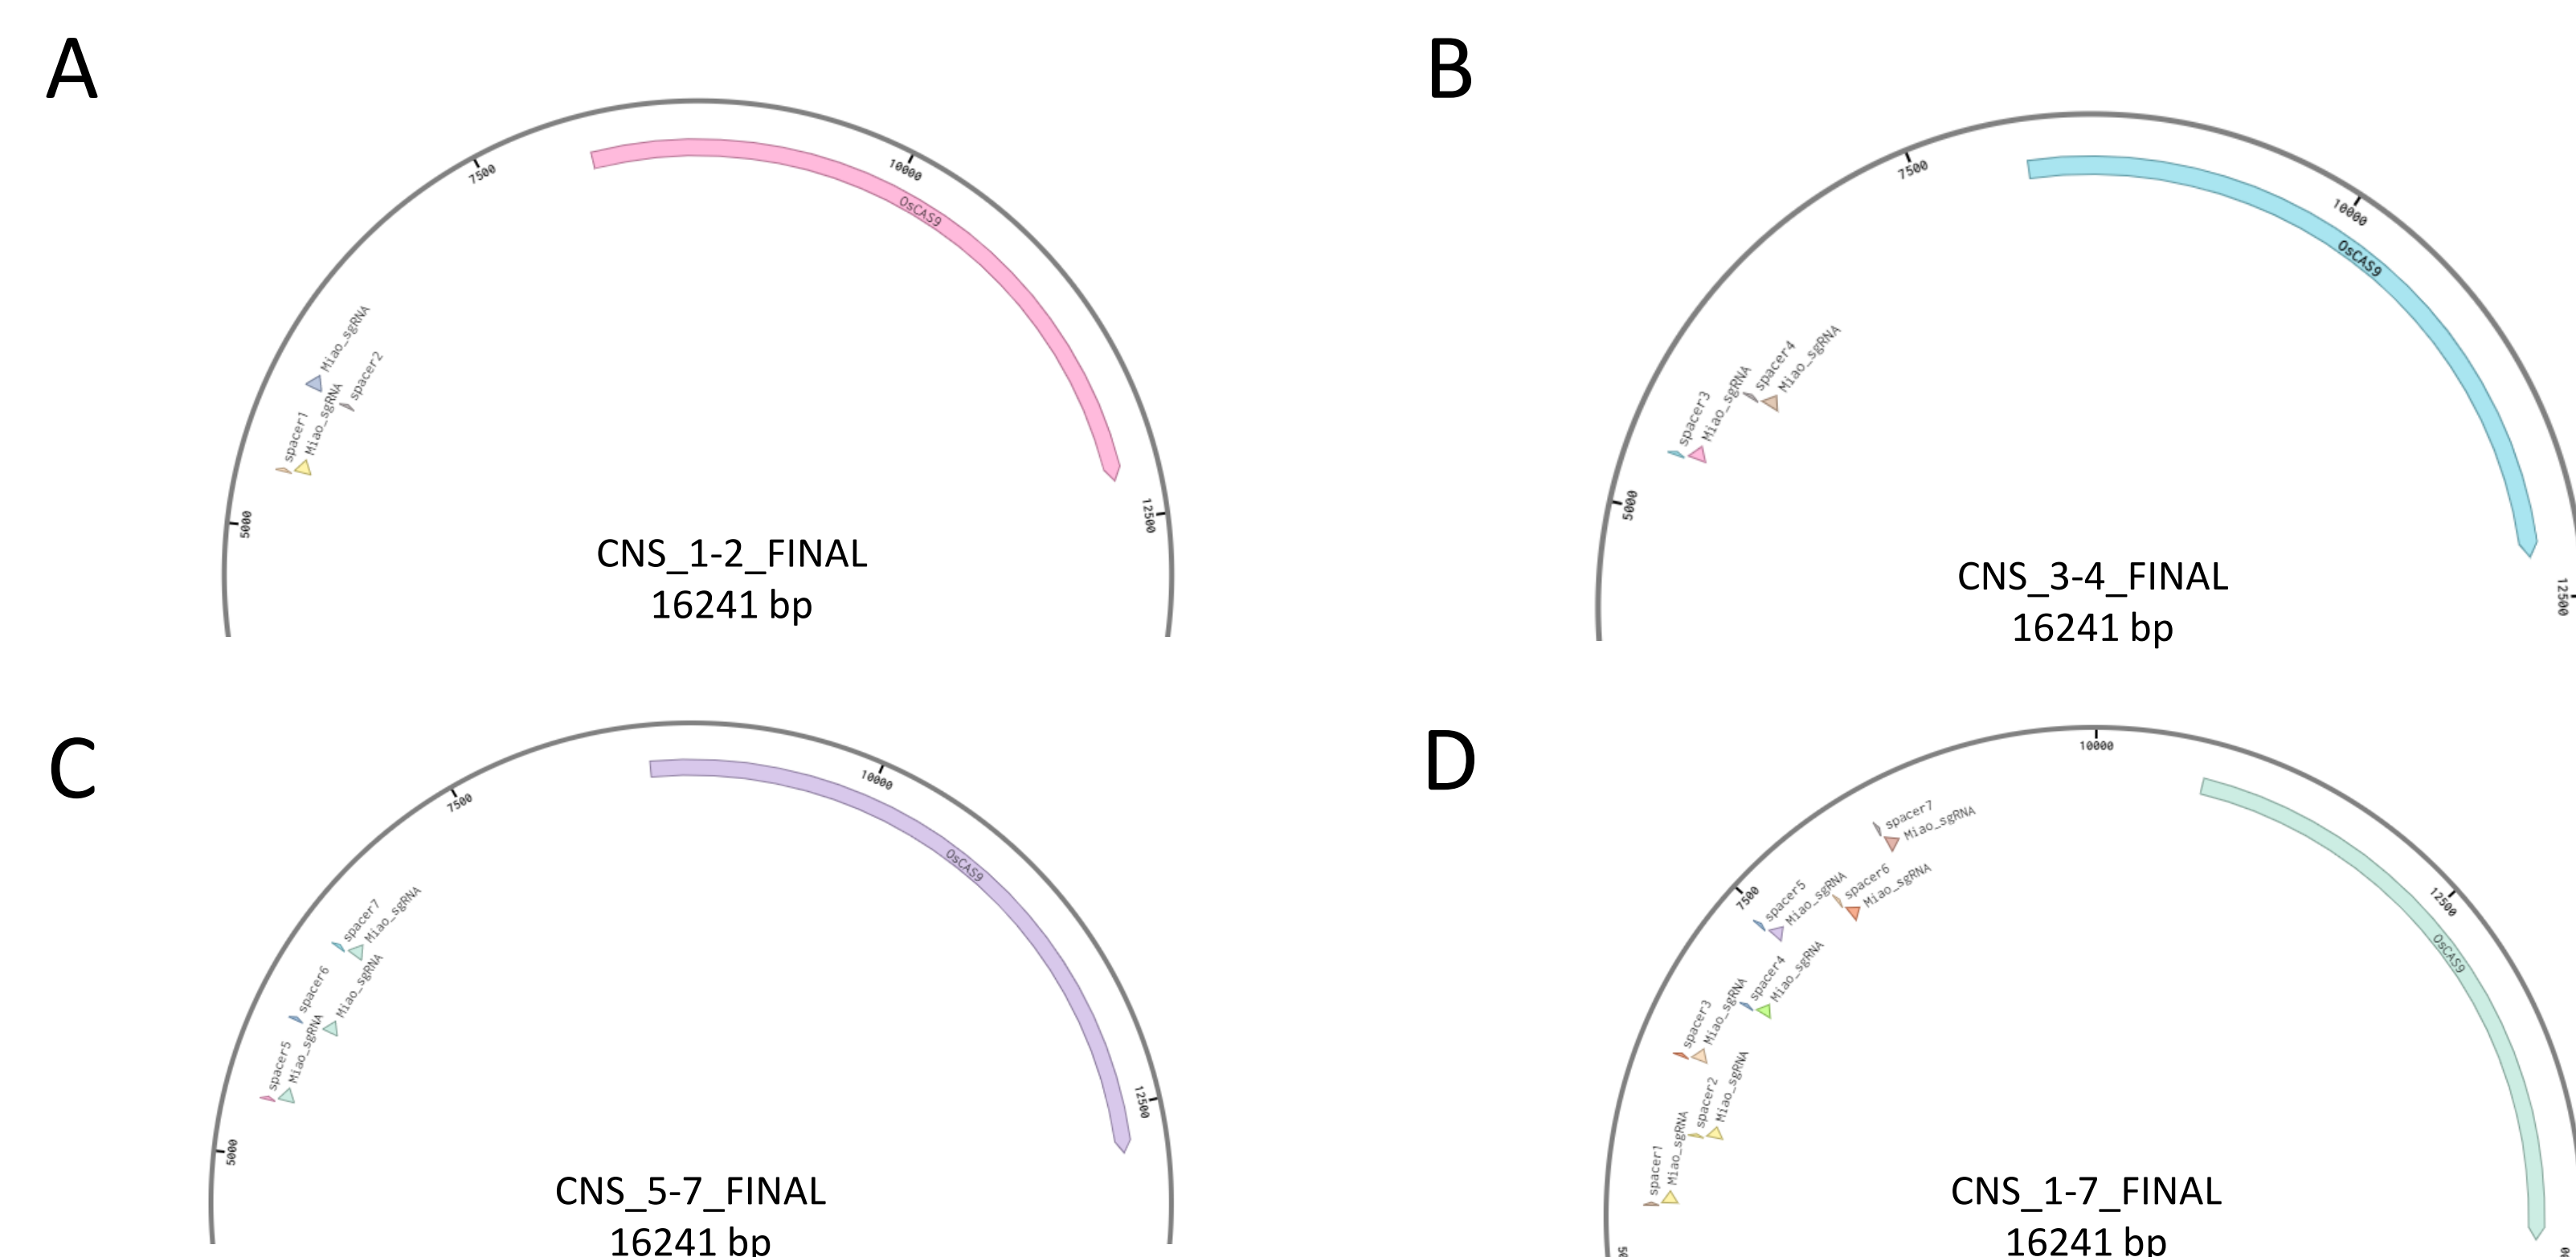 A
7500
10000
OsCAS9
Miao_sgRNA
spacer2
spacer1
Miao_sgRNA
5000
12500
CNS_1-2_FINAL
16241 bp
B
7500
10000
OsCAS9
spacer4
Miao_sgRNA
spacer3
Miao_sgRNA
5000
12500
CNS_3-4_FINAL
16241 bp
C
7500
10000
OsCAS9
spacer7
Miao_sgRNA
spacer6
Miao_sgRNA
spacer5
Miao_sgRNA
5000
12500
CNS_5-7_FINAL
16241 bp
D
10000
7500
12500
OsCAS9
spacer7
Miao_sgRNA
spacer6
Miao_sgRNA
spacer5
Miao_sgRNA
spacer4
Miao_sgRNA
spacer3
Miao_sgRNA
spacer2
Miao_sgRNA
spacer1
Miao_sgRNA
CNS_1-7_FINAL
16241 bp